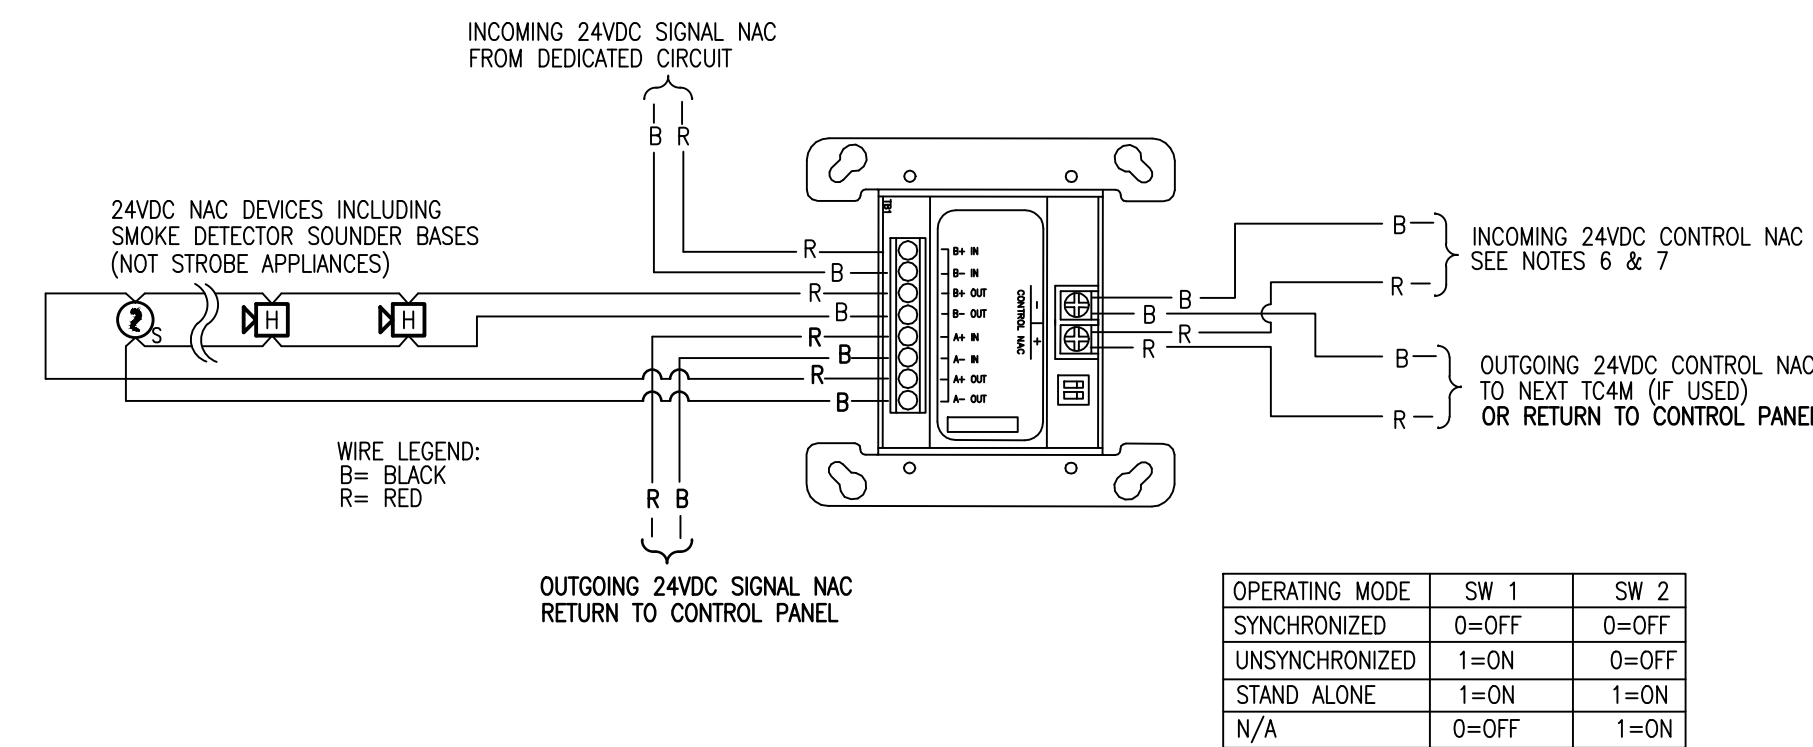 INCOMING 24VDC SIGNAL NAC
FROM DEDICATED CIRCUIT
B R
24VDC NAC DEVICES INCLUDING
SMOKE DETECTOR SOUNDER BASES
(NOT STROBE APPLIANCES)
S
H
H
R
B
R
B
R
B
R
B
TB1
B+ IN
B- IN
B+ OUT
B- OUT
A+ IN
A- IN
A+ OUT
A- OUT
CONTROL NAC
- +
B
B
R
R
B
R
INCOMING 24VDC CONTROL NAC
SEE NOTES 6 & 7
B
R
OUTGOING 24VDC CONTROL NAC
TO NEXT TC4M (IF USED)
OR RETURN TO CONTROL PANEL
WIRE LEGEND:
B= BLACK
R= RED
R B
OUTGOING 24VDC SIGNAL NAC
RETURN TO CONTROL PANEL
OPERATING MODE SW 1 SW 2
SYNCHRONIZED 0=OFF 0=OFF
UNSYNCHRONIZED 1=ON 0=OFF
STAND ALONE 1=ON 1=ON
N/A 0=OFF 1=ON